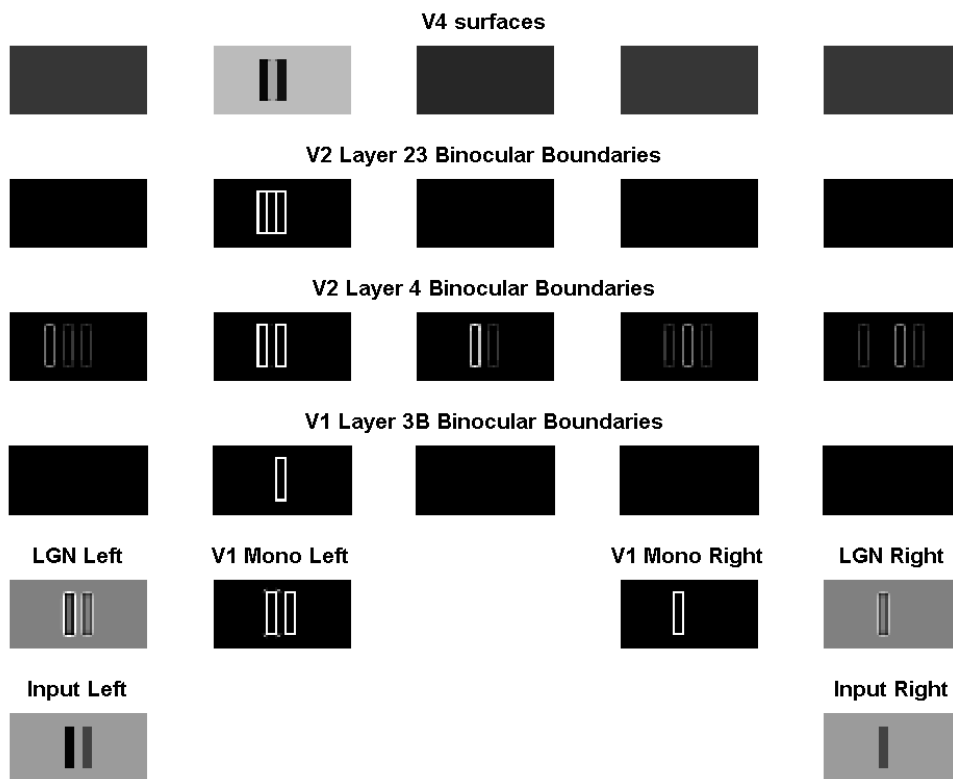 V4 surfaces
V2 Layer 23 Binocular Boundaries
V2 Layer 4 Binocular Boundaries
V1 Layer 3B Binocular Boundaries
LGN Left V1 Mono Left V1 Mono Right LGN Right
Input Left Input Right